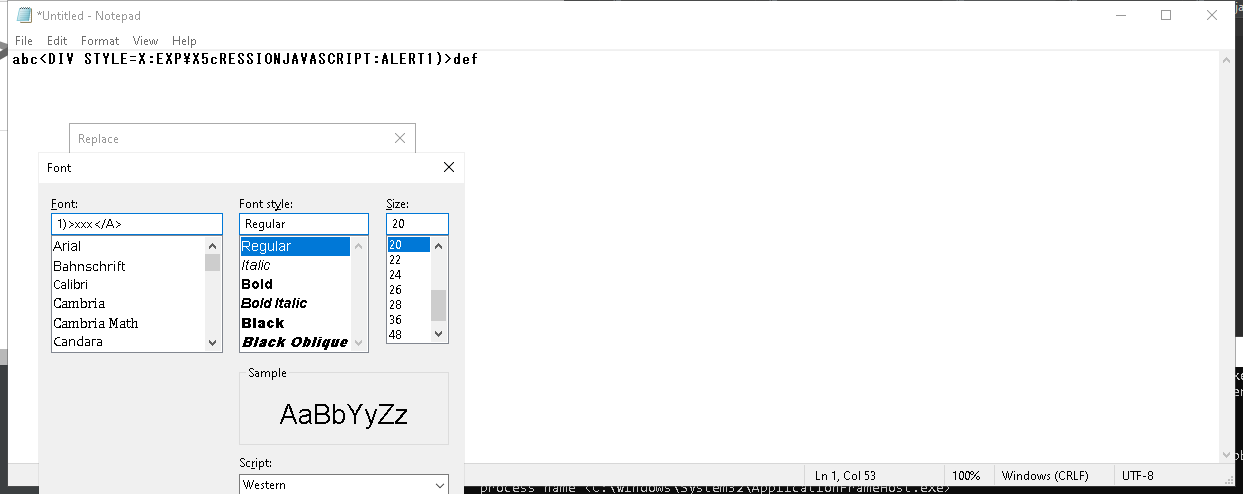 *Untitled - Notepad
File Edit Format View Help
abc<DIV STYLE=X:EXP¥X5cRESSIONJAVASCRIPT:ALERT1)>def
Replace
Font
Font: Font style: Size:
1)>xxx</A> Regular 20
Arial Regular 20
Bahnschrift Italic 22
Calibri Bold 24
Cambria Bold Italic 26
Cambria Math Black 28
Candara Black Oblique 36
48
Sample
AaBbYyZz
Script:
Western
Ln 1, Col 53 100% Windows (CRLF) UTF-8
process name <C:\Windows\System32\ApplicationFrameHost.exe>